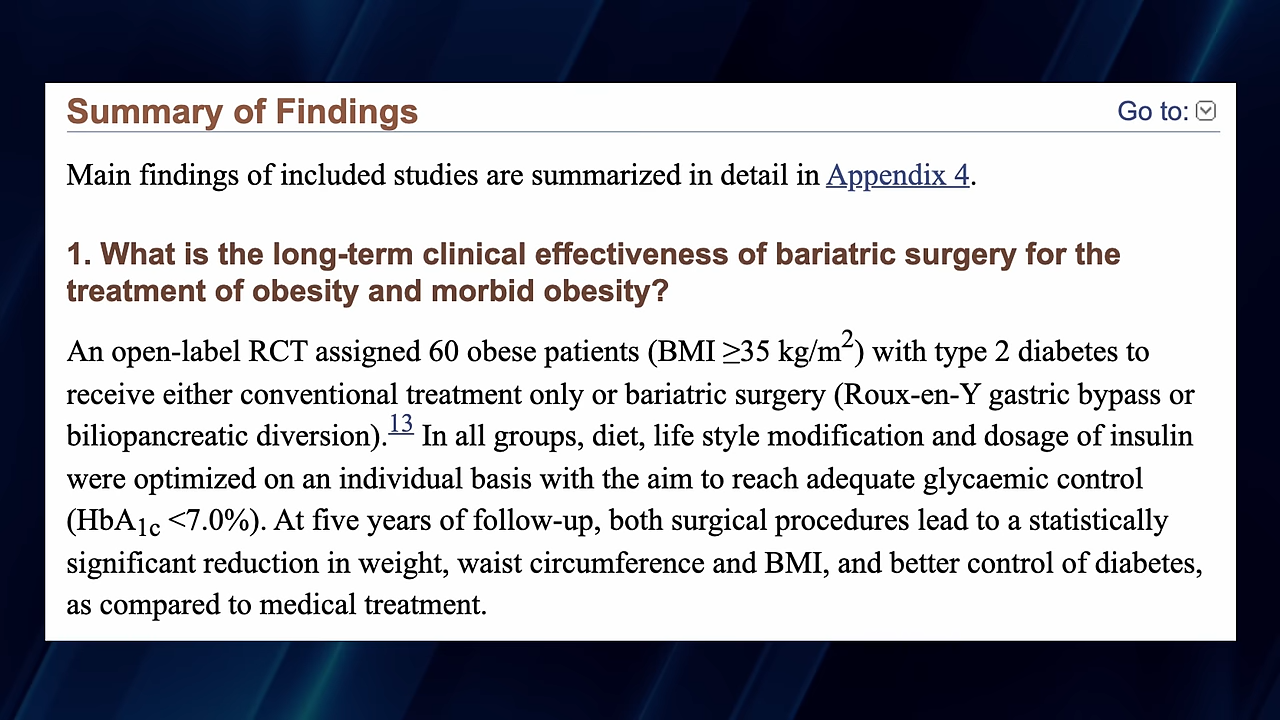 Summary of Findings
Go to:
Main findings of included studies are summarized in detail in Appendix 4.
1. What is the long-term clinical effectiveness of bariatric surgery for the
treatment of obesity and morbid obesity?
An open-label RCT assigned 60 obese patients (BMI ≥35 kg/m²) with type 2 diabetes to
receive either conventional treatment only or bariatric surgery (Roux-en-Y gastric bypass or
biliopancreatic diversion).13 In all groups, diet, life style modification and dosage of insulin
were optimized on an individual basis with the aim to reach adequate glycaemic control
(HbA1c <7.0%). At five years of follow-up, both surgical procedures lead to a statistically
significant reduction in weight, waist circumference and BMI, and better control of diabetes,
as compared to medical treatment.